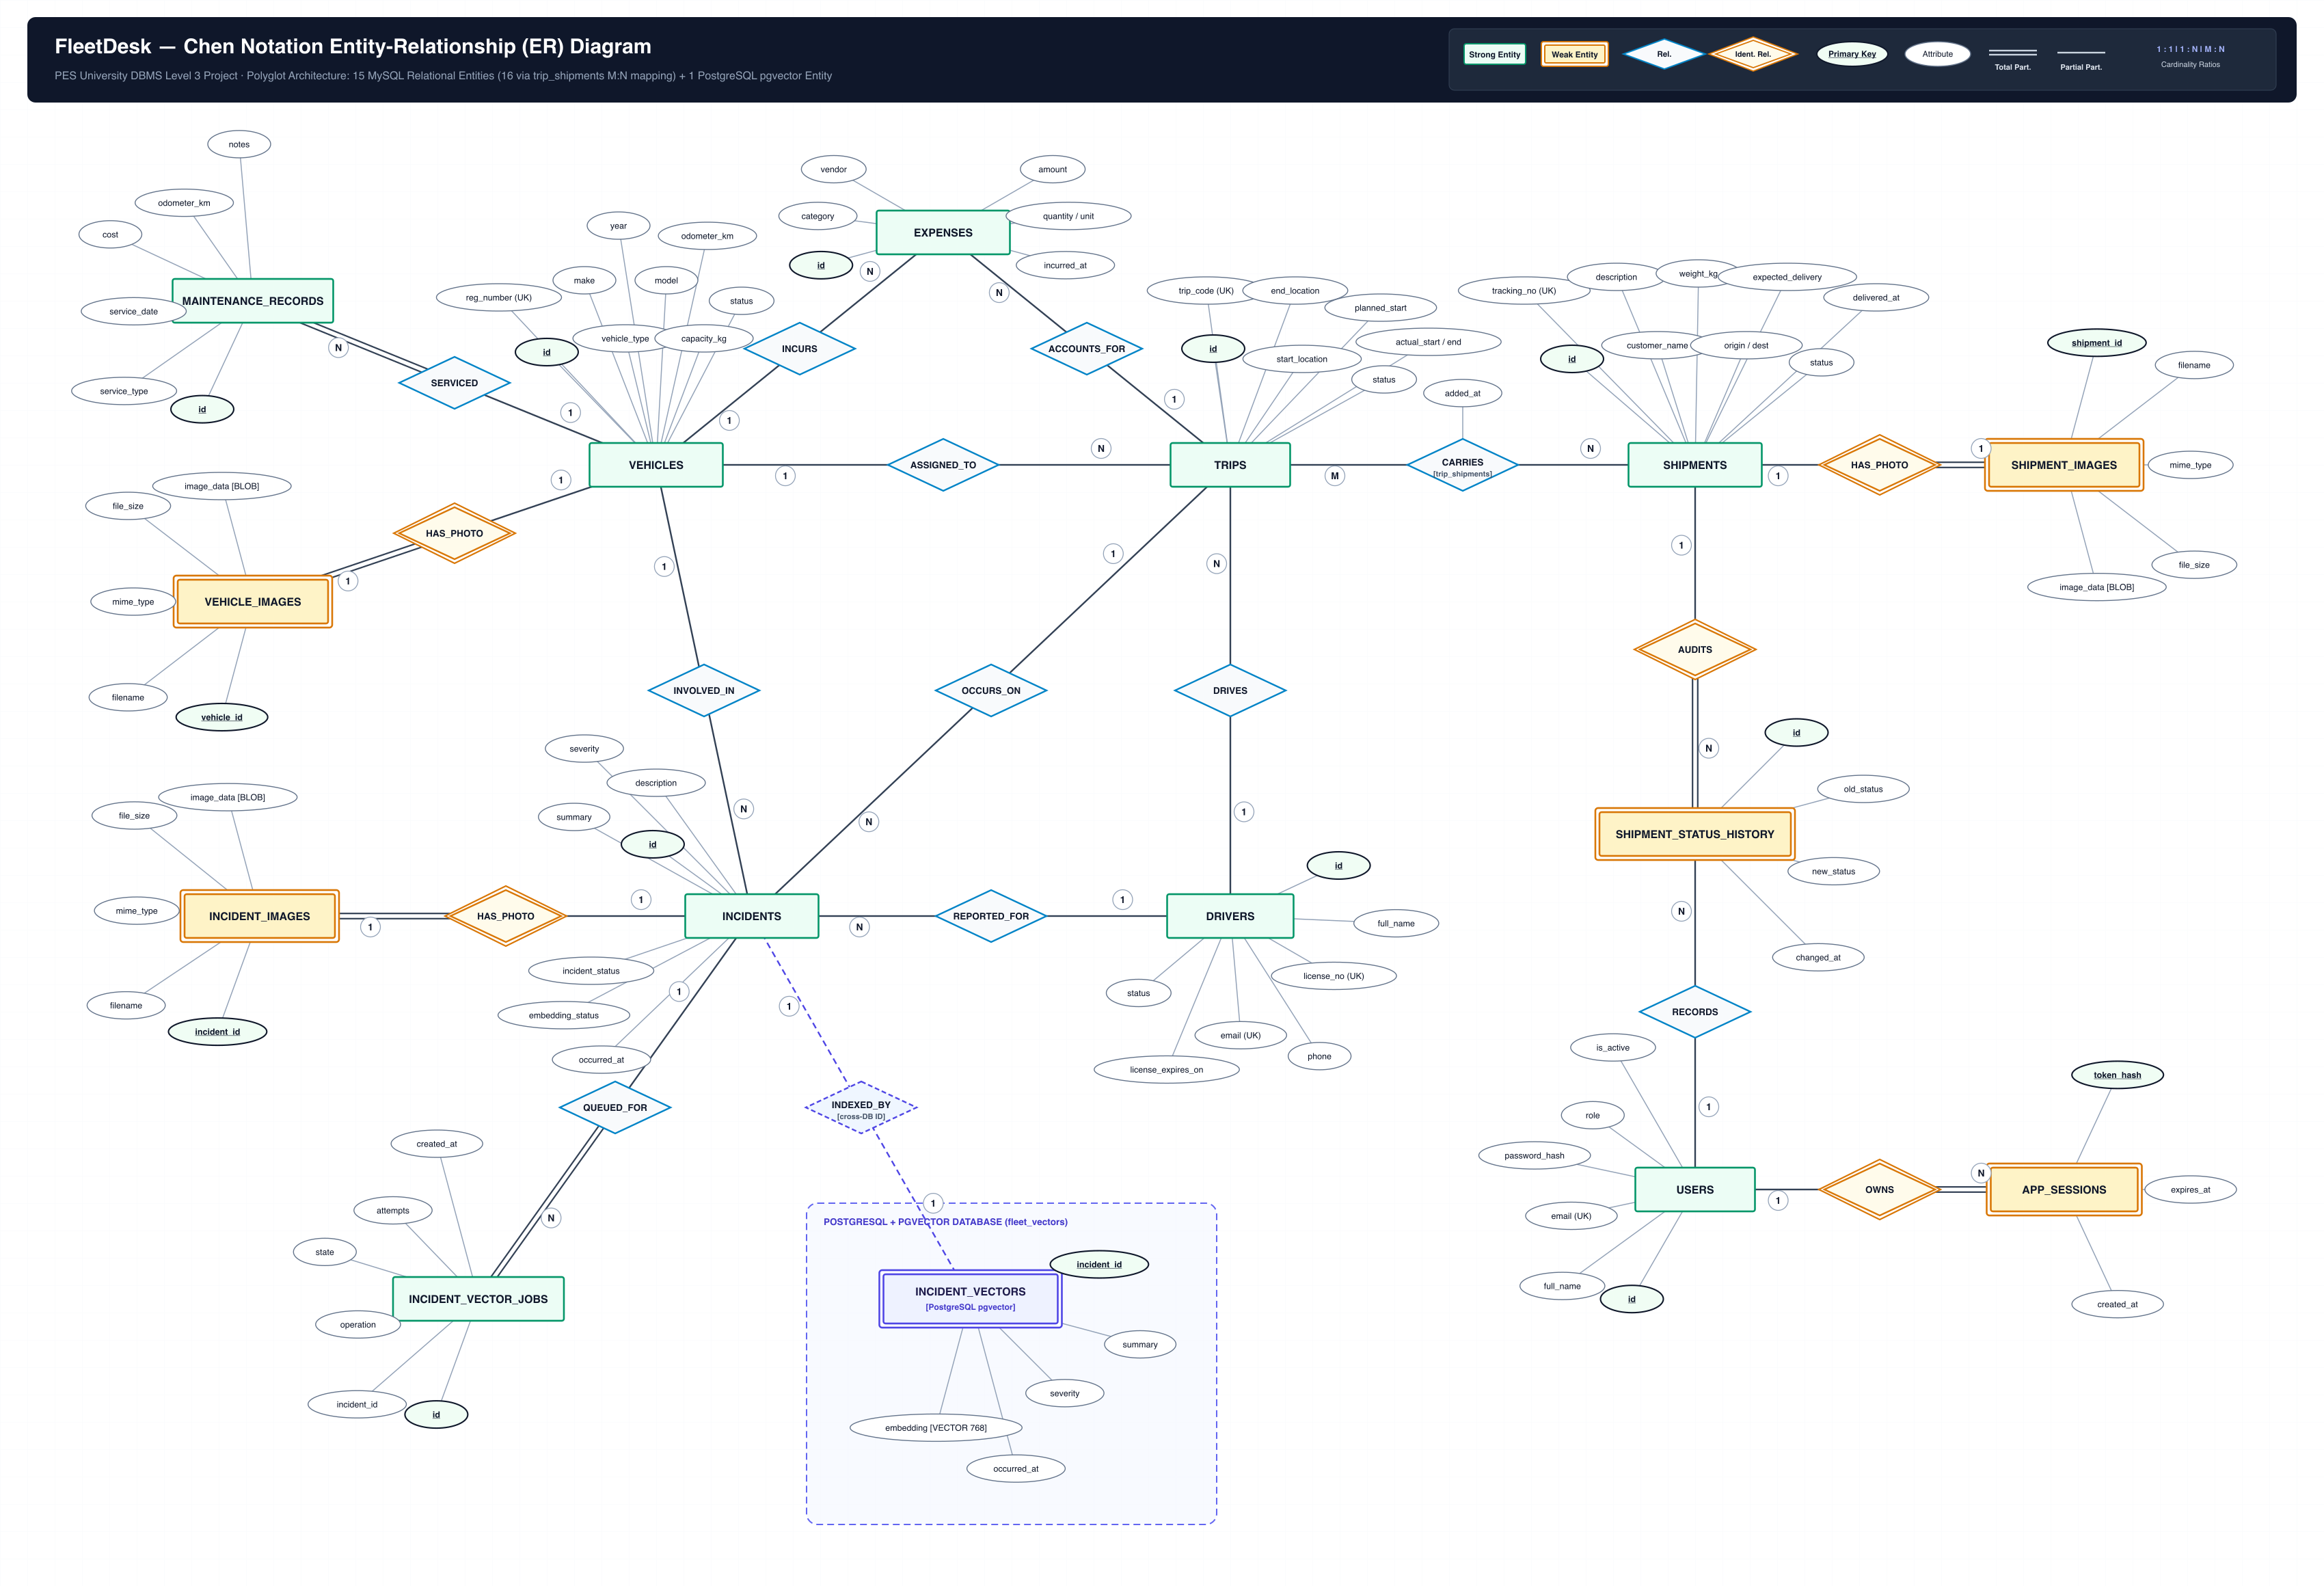 FleetDesk — Chen Notation Entity-Relationship (ER) Diagram
PES University DBMS Level 3 Project · Polyglot Architecture: 15 MySQL Relational Entities (16 via trip_shipments M:N mapping) + 1 PostgreSQL pgvector Entity
Strong Entity
Weak Entity
Rel.
Ident. Rel.
Primary Key
Attribute
Total Part.
Partial Part.
1 : 1 I 1 : N I M : N
Cardinality Ratios
notes
odometer_km
cost
MAINTENANCE_RECORDS
service_date
service_type
id
N
SERVICED
1
reg_number (UK)
make
year
model
odometer_km
status
id
vehicle_type
capacity_kg
VEHICLES
vendor
category
id
EXPENSES
amount
quantity / unit
incurred_at
N
INCURS
1
N
ACCOUNTS_FOR
1
1
ASSIGNED_TO
N
trip_code (UK)
end_location
planned_start
actual_start / end
id
start_location
status
TRIPS
M
added_at
CARRIES
[trip_shipments]
N
tracking_no (UK)
description
weight_kg
expected_delivery
delivered_at
id
customer_name
origin / dest
status
SHIPMENTS
1
HAS_PHOTO
1
SHIPMENT_IMAGES
shipment_id
filename
mime_type
file_size
image_data [BLOB]
1
HAS_PHOTO
1
image_data [BLOB]
file_size
VEHICLE_IMAGES
mime_type
filename
vehicle_id
1
INVOLVED_IN
N
1
OCCURS_ON
N
N
DRIVES
1
1
AUDITS
N
id
old_status
SHIPMENT_STATUS_HISTORY
new_status
changed_at
N
RECORDS
1
severity
description
summary
id
INCIDENTS
incident_status
embedding_status
occurred_at
image_data [BLOB]
file_size
mime_type
INCIDENT_IMAGES
filename
incident_id
1
HAS_PHOTO
1
N
REPORTED_FOR
1
DRIVERS
id
full_name
license_no (UK)
status
email (UK)
phone
license_expires_on
1
QUEUED_FOR
N
1
INDEXED_BY
[cross-DB ID]
1
created_at
attempts
state
INCIDENT_VECTOR_JOBS
operation
incident_id
id
POSTGRESQL + PGVECTOR DATABASE (fleet_vectors)
incident_id
INCIDENT_VECTORS
[PostgreSQL pgvector]
summary
severity
embedding [VECTOR 768]
occurred_at
is_active
role
password_hash
USERS
email (UK)
full_name
id
1
OWNS
N
token_hash
APP_SESSIONS
expires_at
created_at